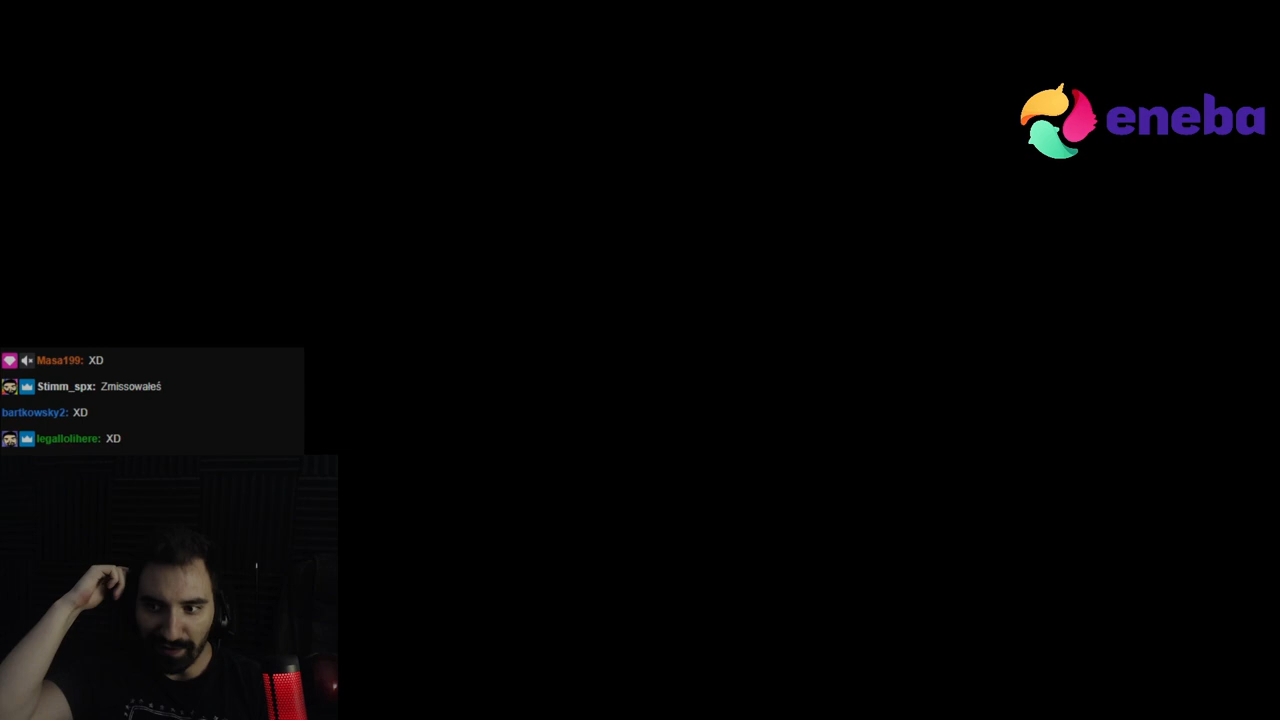 eneba
Masa199: XD
Stimm_spx: Zmissowałeś
bartkowsky2: XD
legallolihere: XD